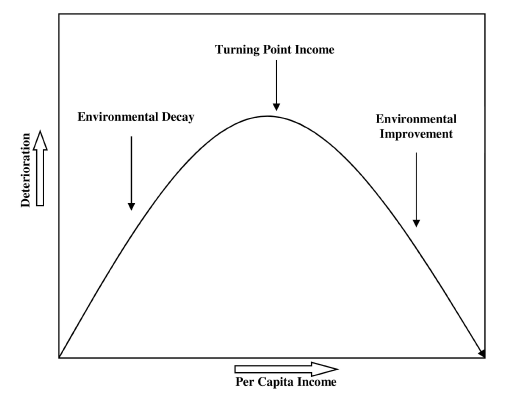 Turning Point Income
Environmental Decay
Environmental
Improvement
Deterioration
Per Capita Income